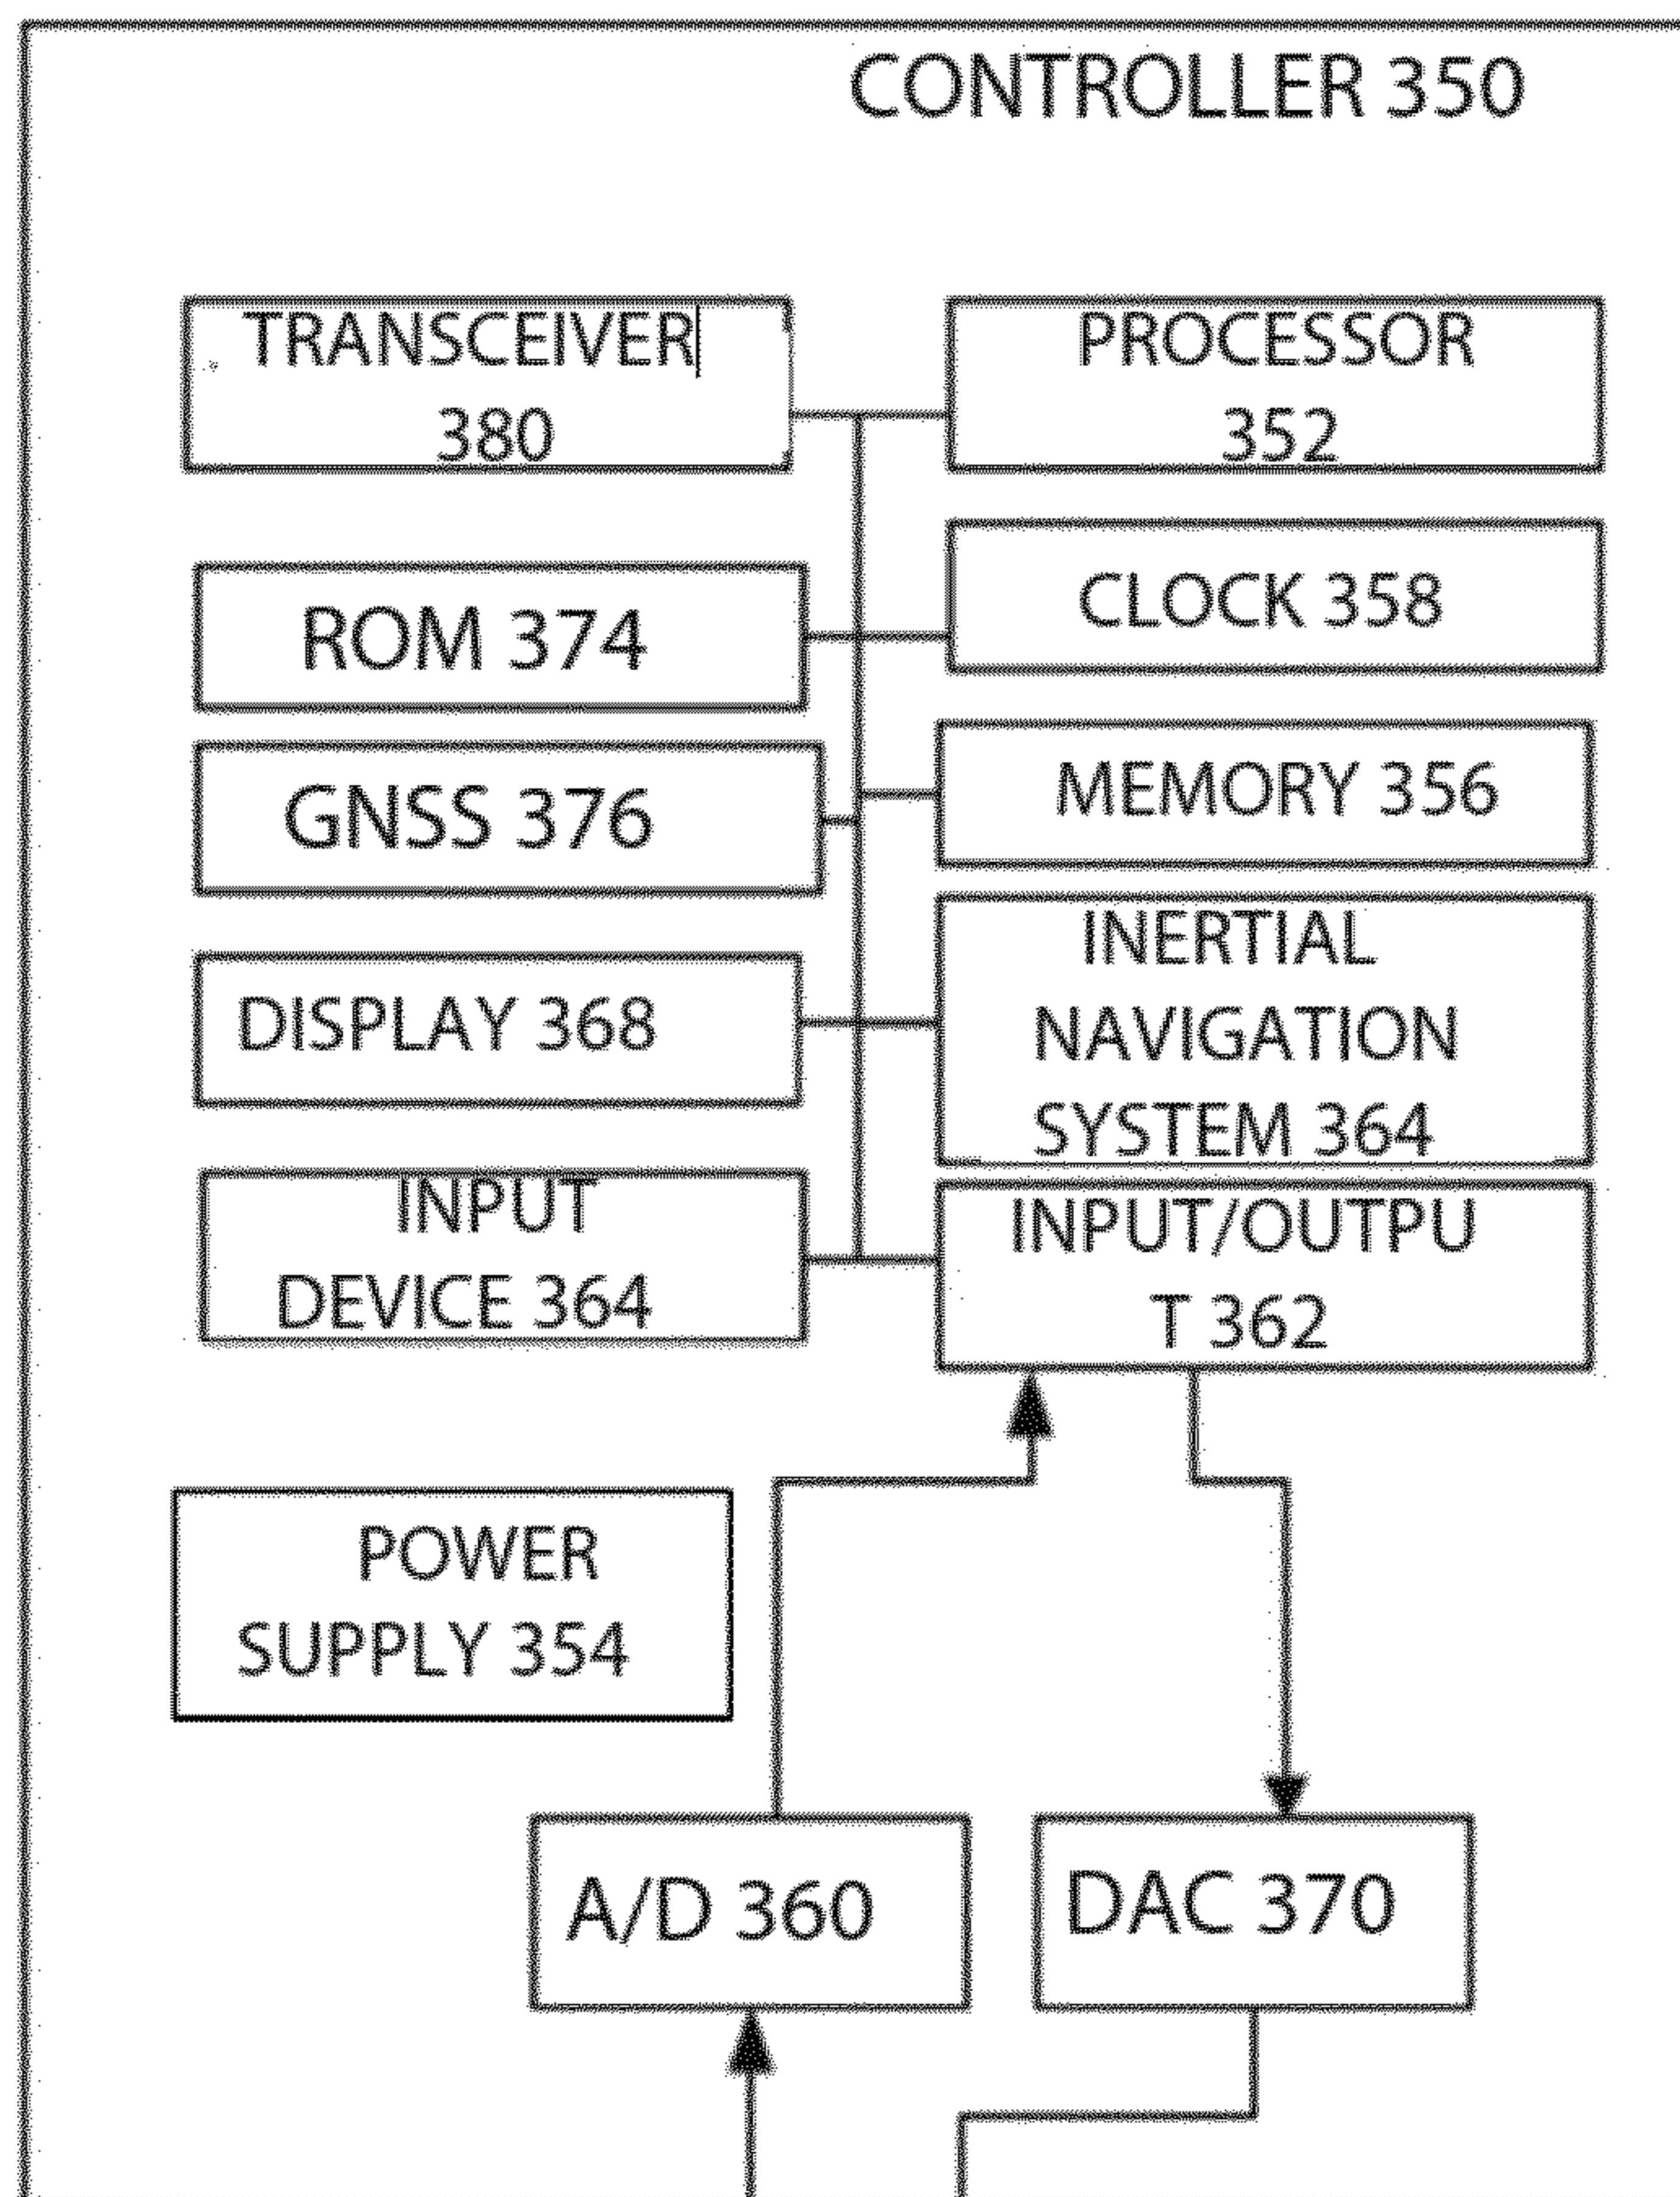 CONTROLLER 350
TRANSCEIVER
380
PROCESSOR
352
ROM 374
CLOCK 358
GNSS 376
MEMORY 356
DISPLAY 368
INERTIAL
NAVIGATION
SYSTEM 364
INPUT
DEVICE 364
INPUT/OUTPU
T 362
POWER
SUPPLY 354
A/D 360
DAC 370